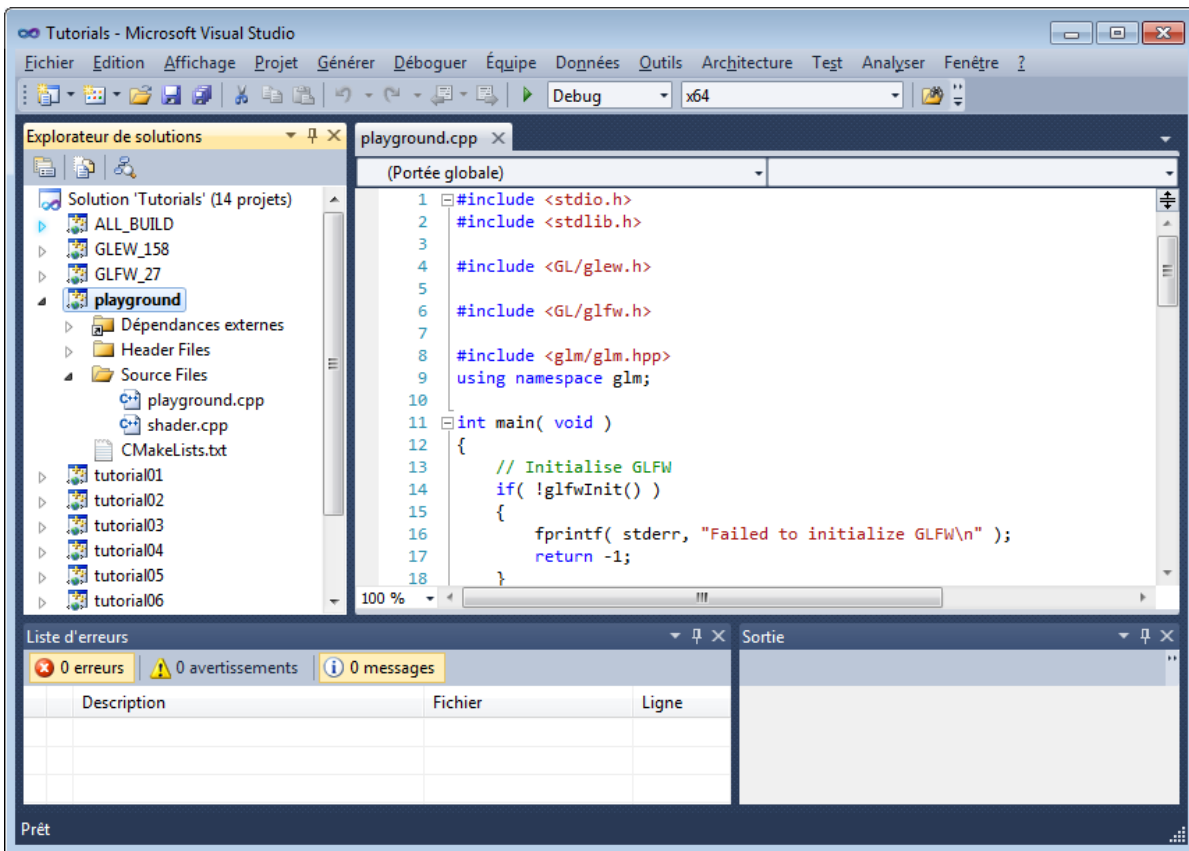 Tutorials - Microsoft Visual Studio
Fichier Edition Affichage Projet Générer Déboguer Équipe Données Outils Architecture Test Analyser Fenêtre ?
Debug x64
Explorateur de solutions
Solution 'Tutorials' (14 projets)
ALL_BUILD
GLEW_158
GLFW_27
playground
Dépendances externes
Header Files
Source Files
playground.cpp
shader.cpp
CMakeLists.txt
tutorial01
tutorial02
tutorial03
tutorial04
tutorial05
tutorial06
playground.cpp
(Portée globale)
1 #include <stdio.h>
2 #include <stdlib.h>
3
4 #include <GL/glew.h>
5
6 #include <GL/glfw.h>
7
8 #include <glm/glm.hpp>
9 using namespace glm;
10
11 int main( void )
12 {
13 // Initialise GLFW
14 if( !glfwInit() )
15 {
16 fprintf( stderr, "Failed to initialize GLFW\n" );
17 return -1;
18 }
100 %
Liste d'erreurs
0 erreurs 0 avertissements 0 messages
Description Fichier Ligne
Sortie
Prêt